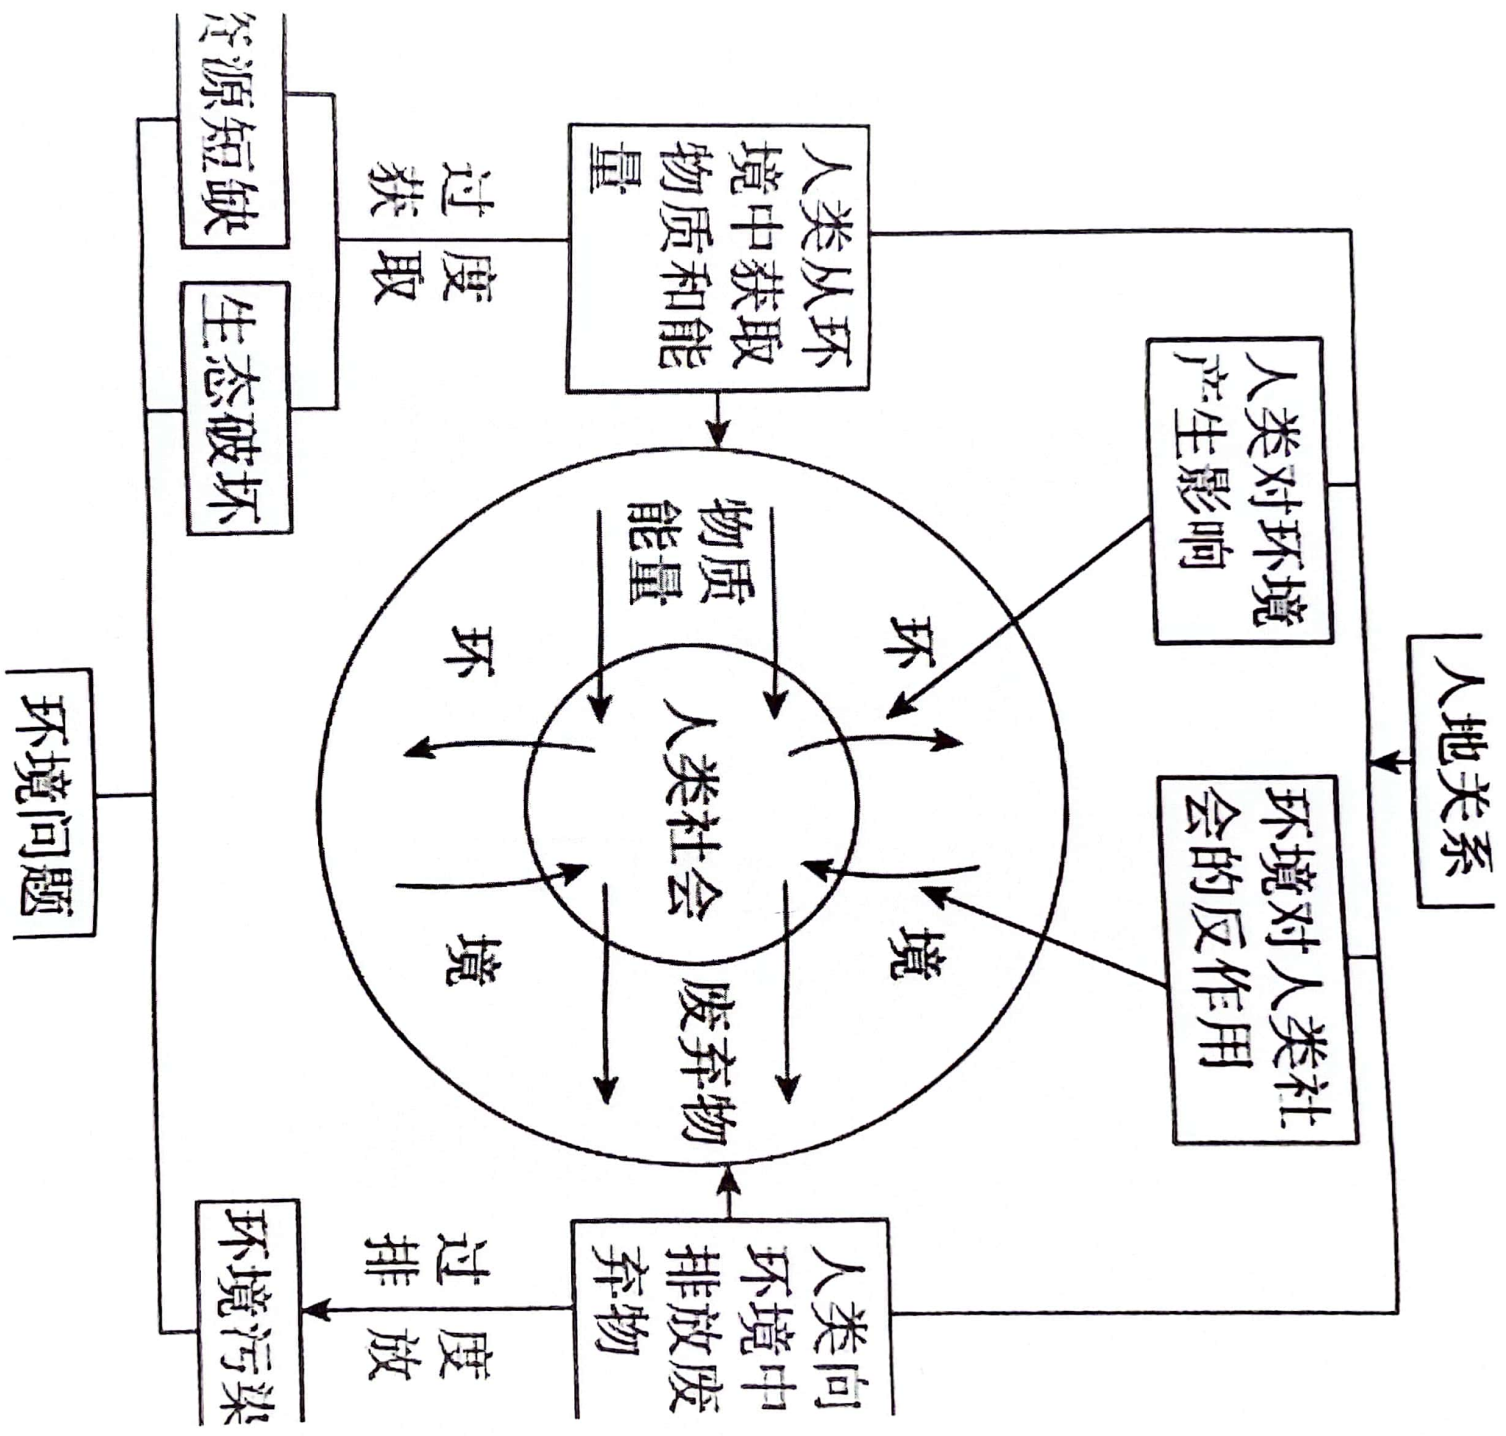 人地关系
人类对环境
产生影响
环境对人类社
会的反作用
人类从环
境中获取
物质和能
量
物质
能量
环
境
人类社会
环
境
废弃物
人类向
环境中
排放废
弃物
过度
获取
过度
排放
资源短缺
生态破坏
环境污染
环境问题